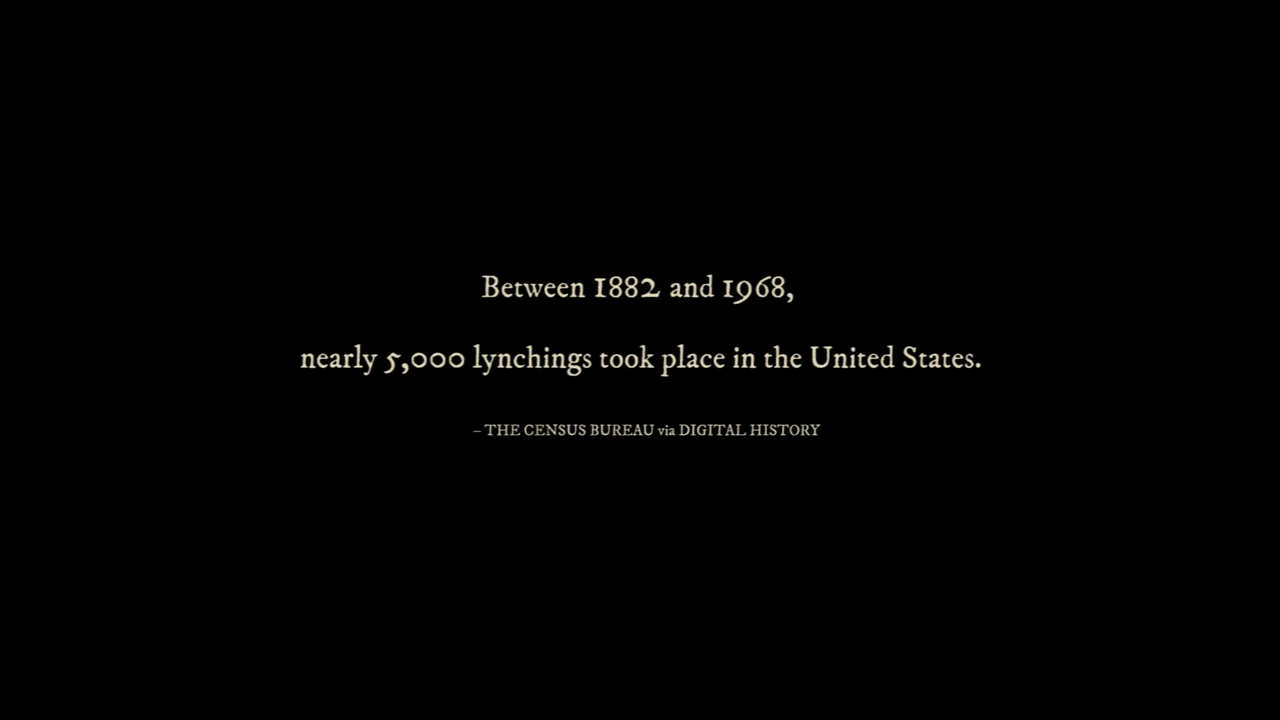 Between 1882 and 1968,
nearly 5,000 lynchings took place in the United States.
– THE CENSUS BUREAU via DIGITAL HISTORY